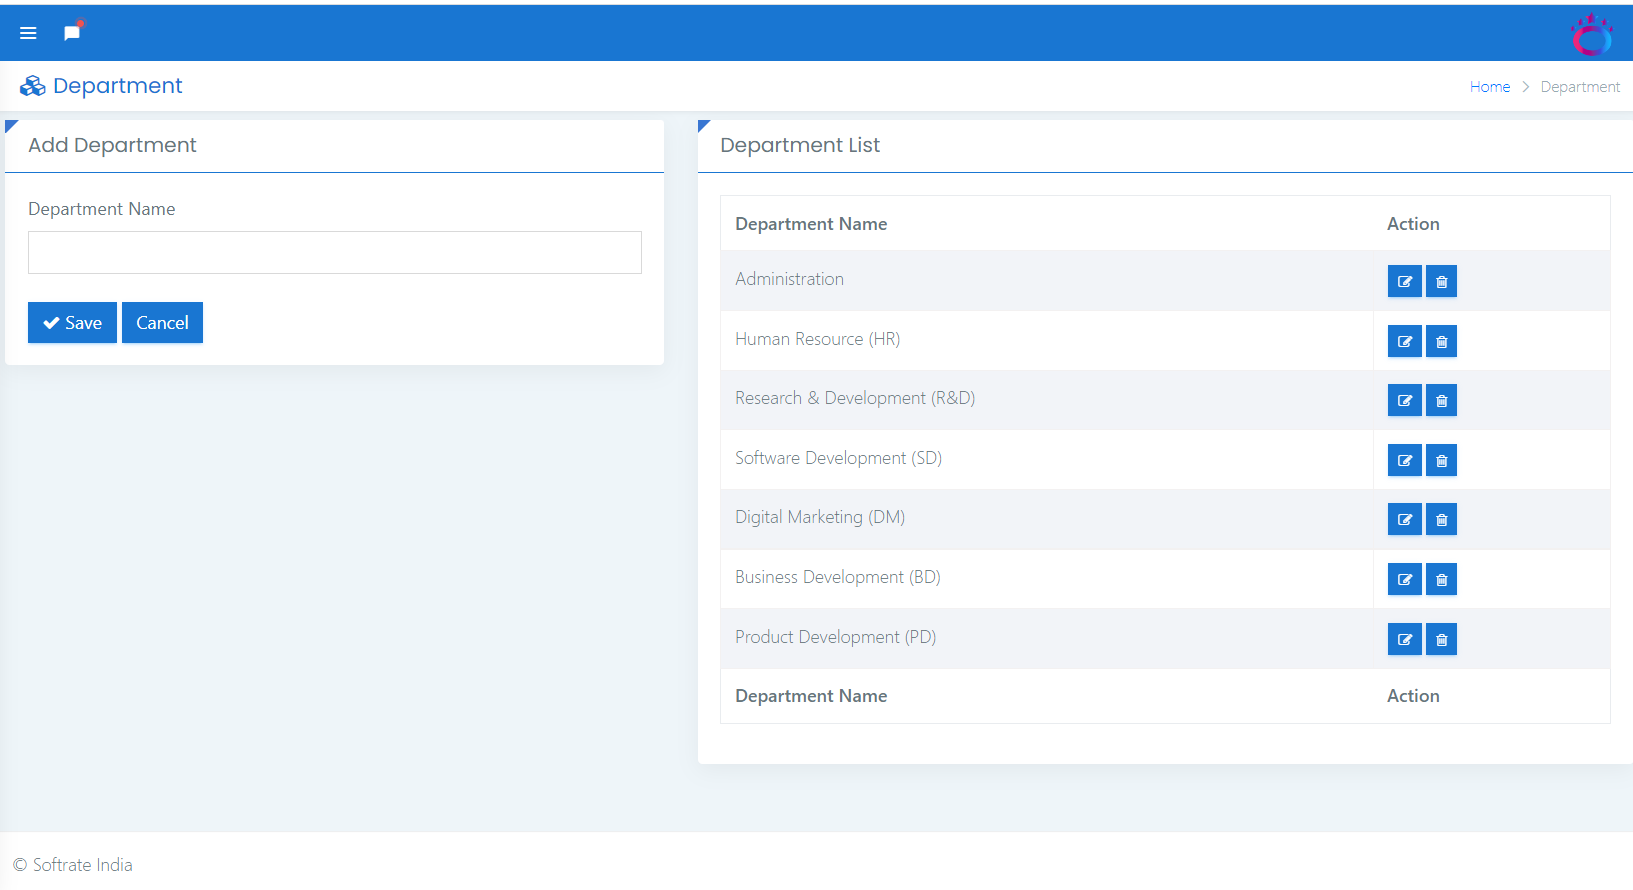 Department
Home > Department
Add Department
Department Name
Save
Cancel
Department List
Department Name Action
Administration
Human Resource (HR)
Research & Development (R&D)
Software Development (SD)
Digital Marketing (DM)
Business Development (BD)
Product Development (PD)
Department Name Action
© Softrate India